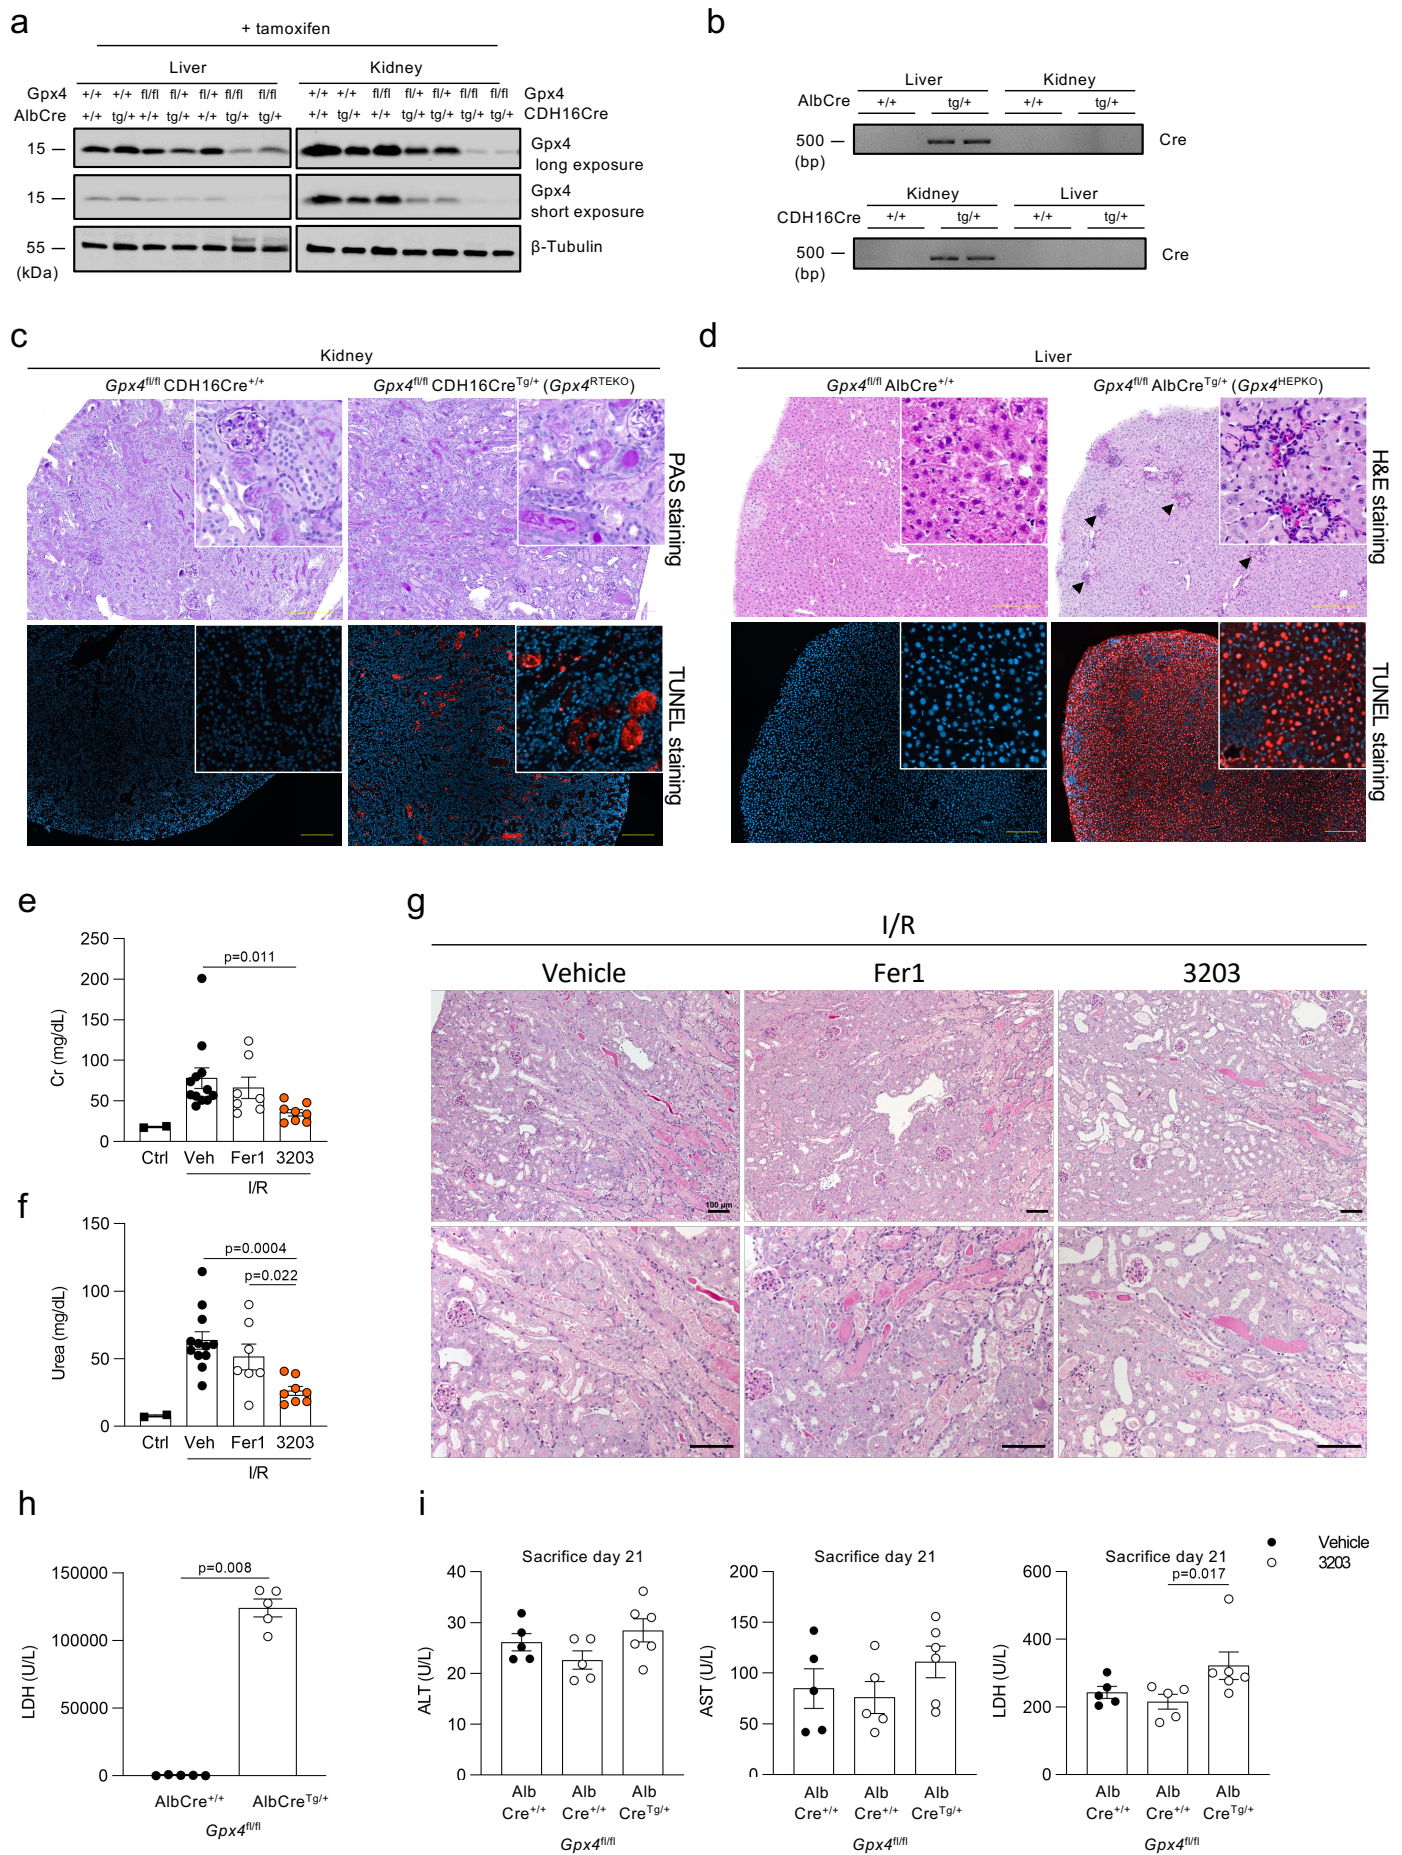 a
+ tamoxifen
Liver Kidney
Gpx4 +/+ +/+ fl/fl fl/+ fl/+ fl/fl fl/fl +/+ +/+ fl/fl fl/+ fl/+ fl/fl fl/fl Gpx4
AlbCre +/+ tg/+ +/+ tg/+ +/+ tg/+ tg/+ +/+ tg/+ +/+ tg/+ tg/+ tg/+ tg/+ CDH16Cre
15 Gpx4
long exposure
15 Gpx4
short exposure
55 β-Tubulin
(kDa)
b
Liver Kidney
AlbCre +/+ tg/+ +/+ tg/+
500 Cre
(bp)
Kidney Liver
CDH16Cre +/+ tg/+ +/+ tg/+
500 Cre
(bp)
c
Kidney
Gpx4fl/fl CDH16Cre+/+ Gpx4fl/fl CDH16CreTg/+ (Gpx4RTEKO)
PAS staining
TUNEL staining
d
Liver
Gpx4fl/fl AlbCre+/+ Gpx4fl/fl AlbCreTg/+ (Gpx4HEPKO)
H&E staining
TUNEL staining
e
250
200
150
100
50
0
Cr (mg/dL)
p=0.011
Ctrl Veh Fer1 3203
I/R
f
150
100
50
0
Urea (mg/dL)
p=0.0004
p=0.022
Ctrl Veh Fer1 3203
I/R
g
I/R
Vehicle Fer1 3203
100 µm
h
150000
100000
50000
0
LDH (U/L)
p=0.008
AlbCre+/+ AlbCreTg/+
Gpx4fl/fl
i
Sacrifice day 21
40
30
20
10
0
ALT (U/L)
Alb Alb Alb
Cre+/+ Cre+/+ CreTg/+
Gpx4fl/fl
Sacrifice day 21
200
150
100
50
0
AST (U/L)
Alb Alb Alb
Cre+/+ Cre+/+ CreTg/+
Gpx4fl/fl
Sacrifice day 21
p=0.017
600
400
200
0
LDH (U/L)
Alb Alb Alb
Cre+/+ Cre+/+ CreTg/+
Gpx4fl/fl
Vehicle
3203